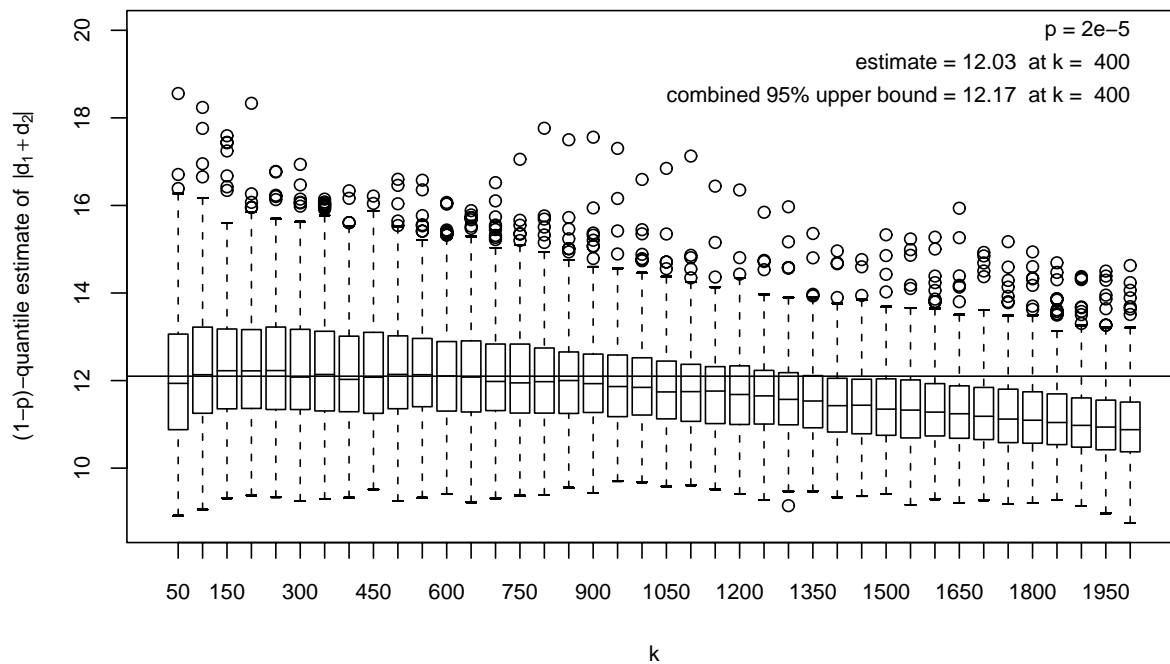 p = 2e−5
estimate = 12.03 at k = 400
combined 95% upper bound = 12.17 at k = 400
(1−p)−quantile estimate of |d1+d2|
20
18
16
14
12
10
50 150 300 450 600 750 900 1050 1200 1350 1500 1650 1800 1950
k